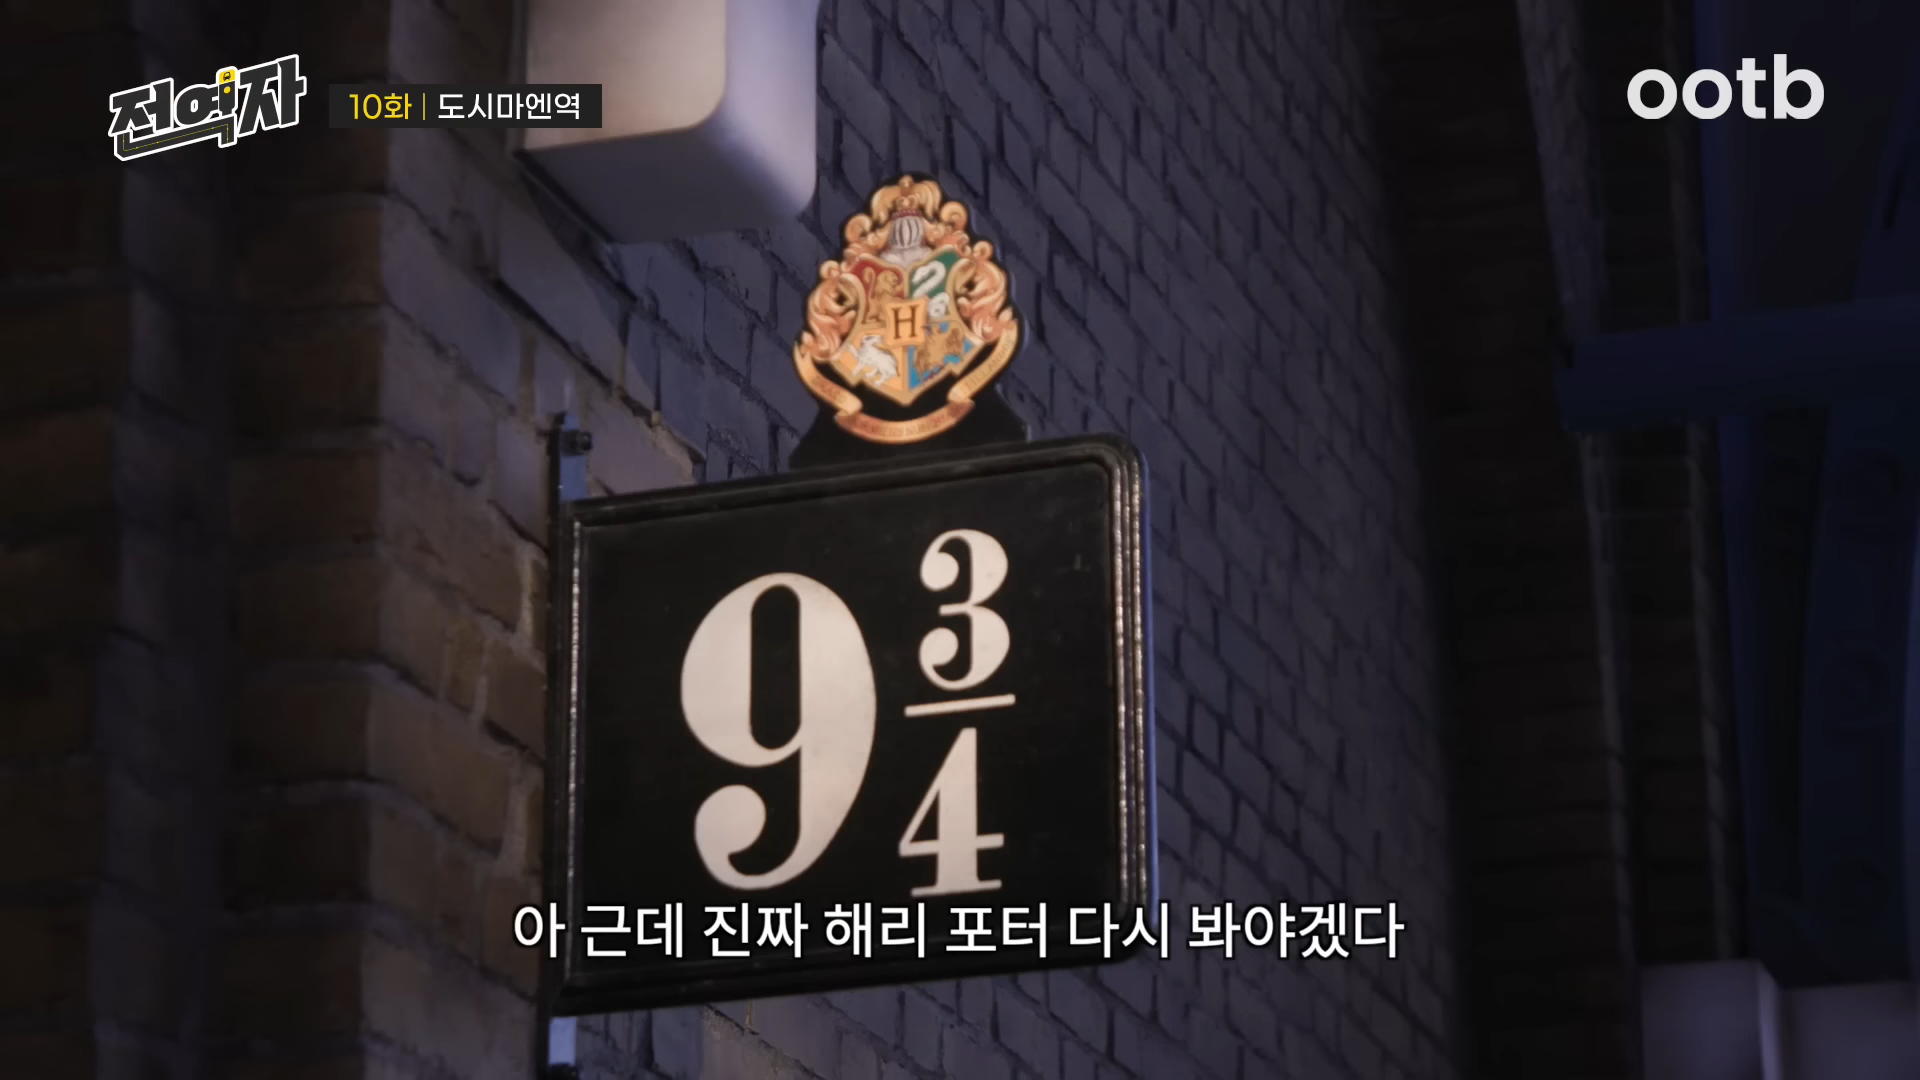 전역자
10화 | 도시마엔역
ootb
H
9 3/4
아 근데 진짜 해리 포터 다시 봐야겠다